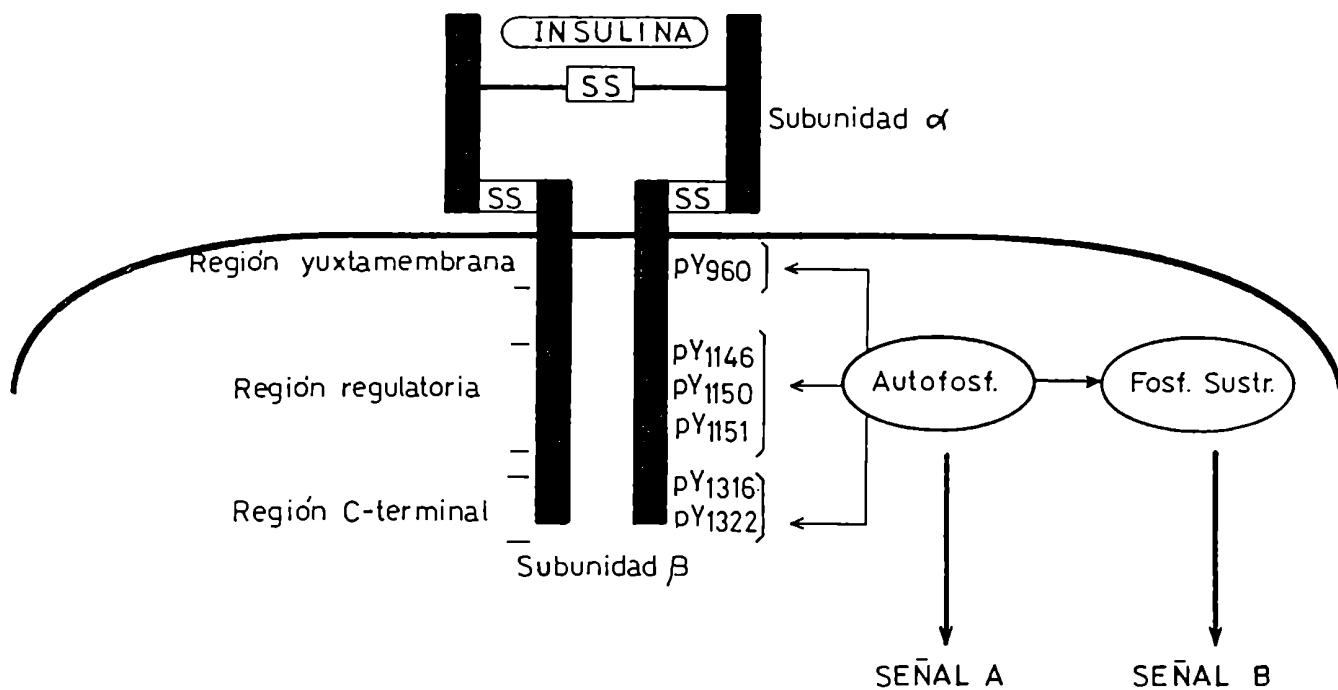 INSULINA
SS
Subunidad α
SS
SS
Región yuxtamembrana
pY960
pY1146
Región regulatoria
pY1150
Autofosf.
Fosf. Sustr.
pY1151
pY1316
Región C-terminal
pY1322
Subunidad β
SEÑAL A
SEÑAL B